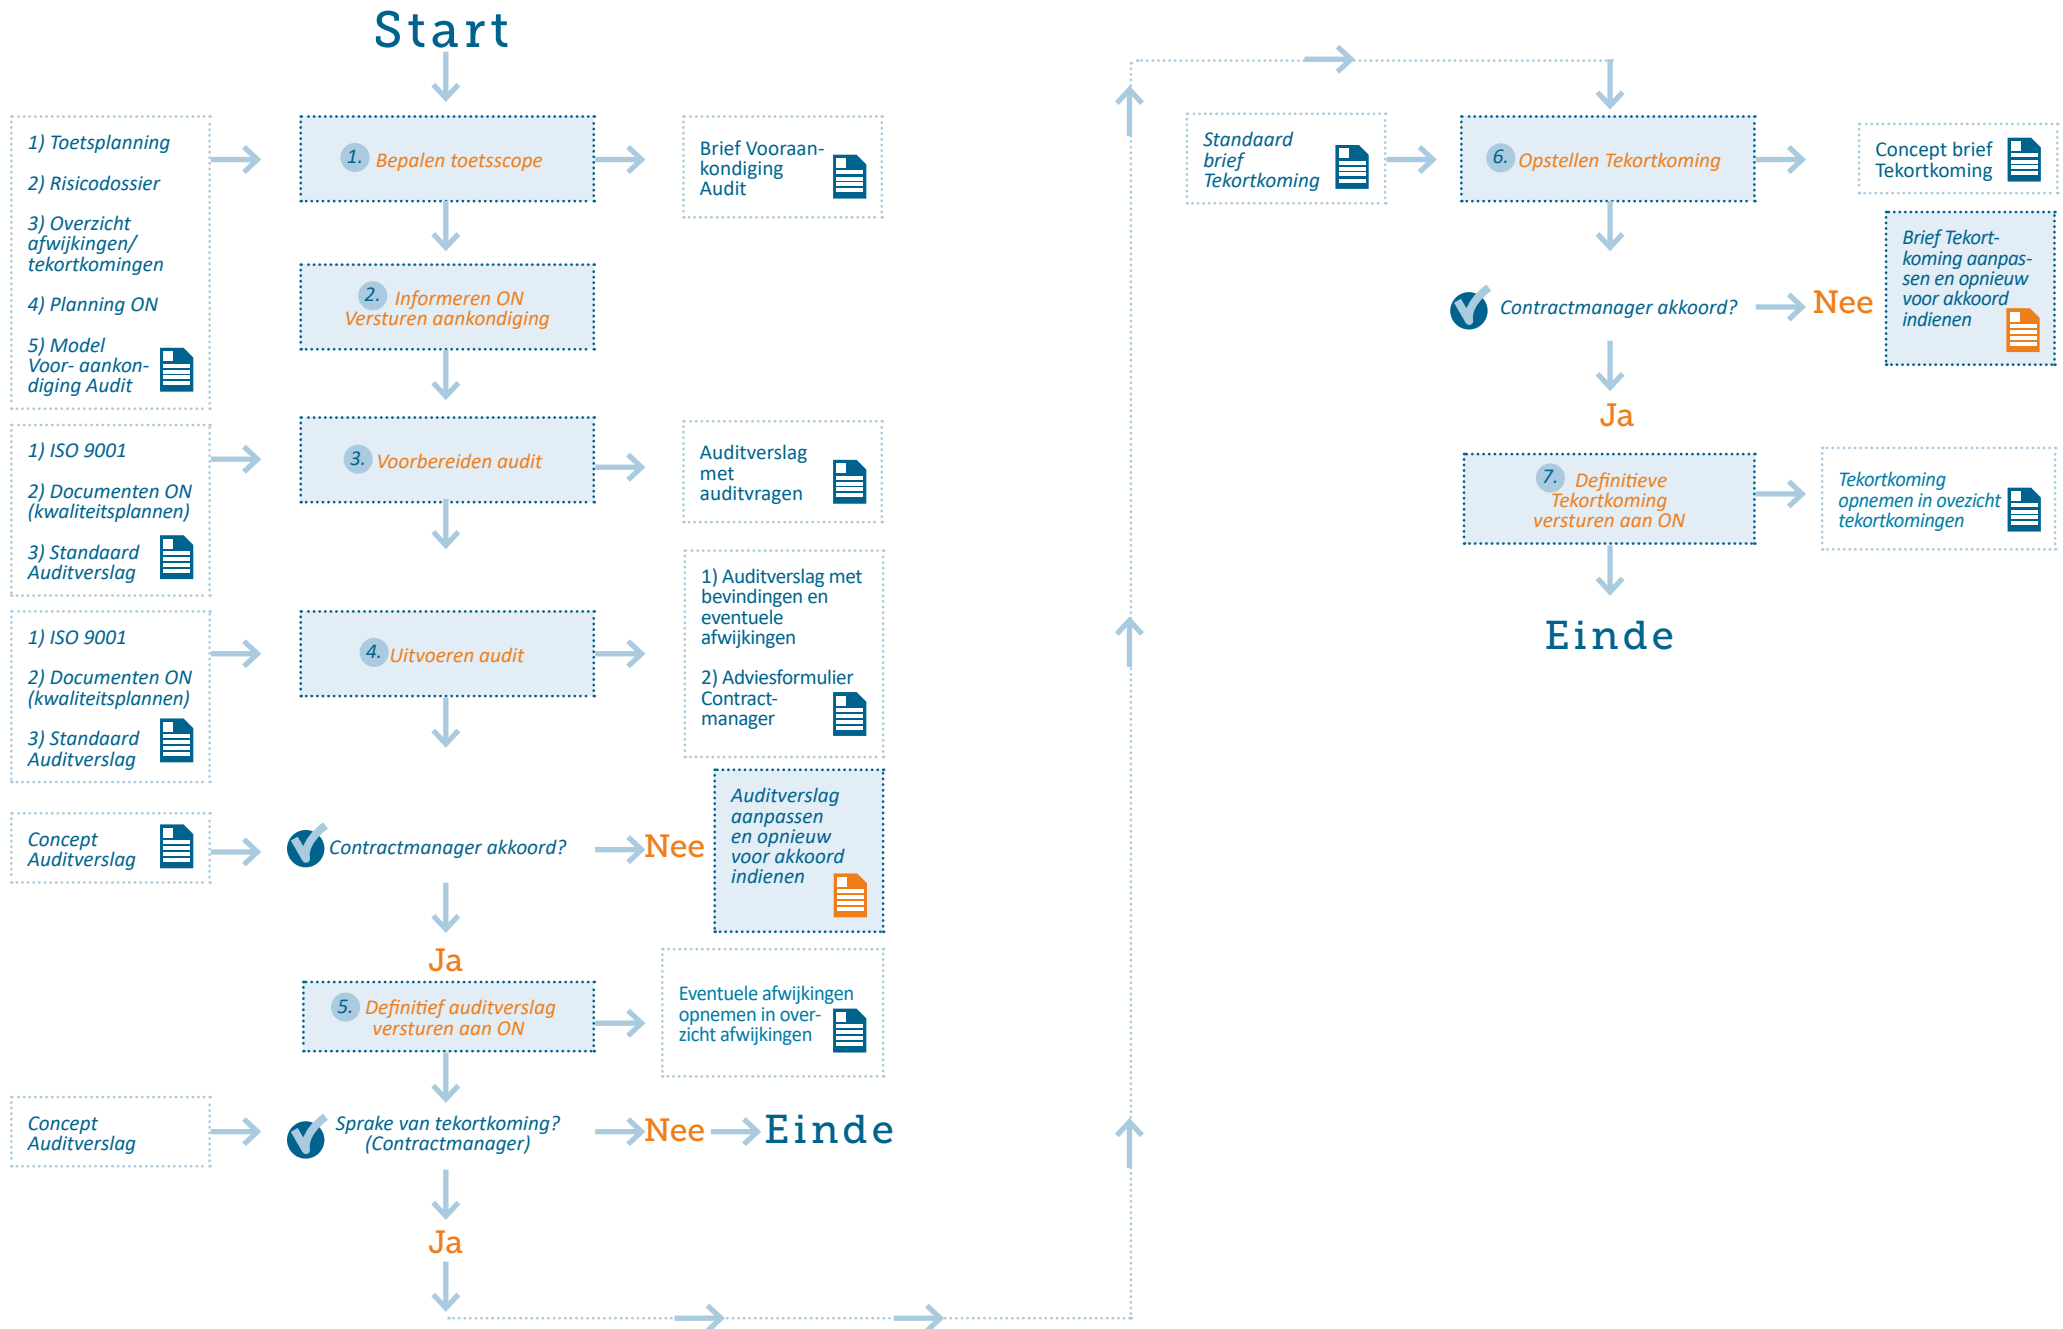 Start
1) Toetsplanning
2) Risicodossier
3) Overzicht
afwijkingen/
tekortkomingen
4) Planning ON
5) Model
Voor- aankon-
diging Audit
1. Bepalen toetsscope
Brief Vooraan-
kondiging
Audit
2. Informeren ON
Versturen aankondiging
1) ISO 9001
2) Documenten ON
(kwaliteitsplannen)
3) Standaard
Auditverslag
3. Voorbereiden audit
Auditverslag
met
auditvragen
1) ISO 9001
2) Documenten ON
(kwaliteitsplannen)
3) Standaard
Auditverslag
4. Uitvoeren audit
1) Auditverslag met
bevindingen en
eventuele
afwijkingen
2) Adviesformulier
Contract-
manager
Concept
Auditverslag
Contractmanager akkoord?
Nee
Auditverslag
aanpassen
en opnieuw
voor akkoord
indienen
Ja
5. Definitief auditverslag
versturen aan ON
Eventuele afwijkingen
opnemen in over-
zicht afwijkingen
Concept
Auditverslag
Sprake van tekortkoming?
(Contractmanager)
Nee
Einde
Ja
Standaard
brief
Tekortkoming
6. Opstellen Tekortkoming
Concept brief
Tekortkoming
Contractmanager akkoord?
Nee
Brief Tekort-
koming aanpas-
sen en opnieuw
voor akkoord
indienen
Ja
7. Definitieve
Tekortkoming
versturen aan ON
Tekortkoming
opnemen in ovezicht
tekortkomingen
Einde